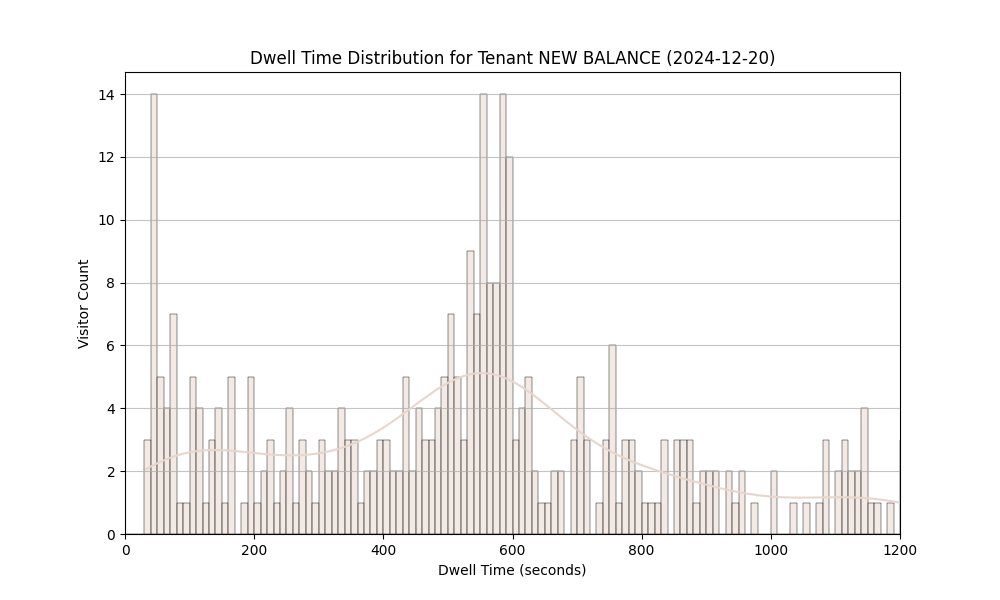 Dwell Time Distribution for Tenant NEW BALANCE (2024-12-20)
14
12
10
8
6
4
2
0
Visitor Count
0 200 400 600 800 1000 1200
Dwell Time (seconds)